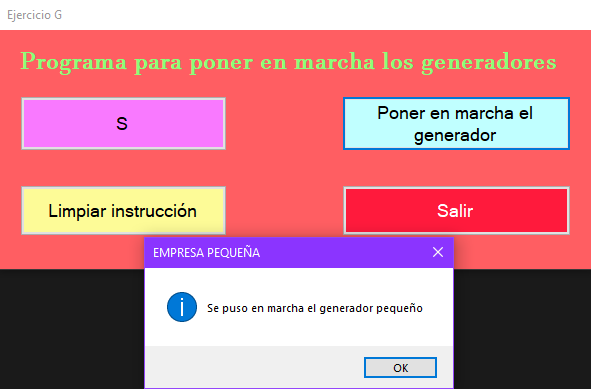 Ejercicio G
Programa para poner en marcha los generadores
S
Poner en marcha el
generador
Limpiar instrucción
Salir
EMPRESA PEQUEÑA
Se puso en marcha el generador pequeño
OK